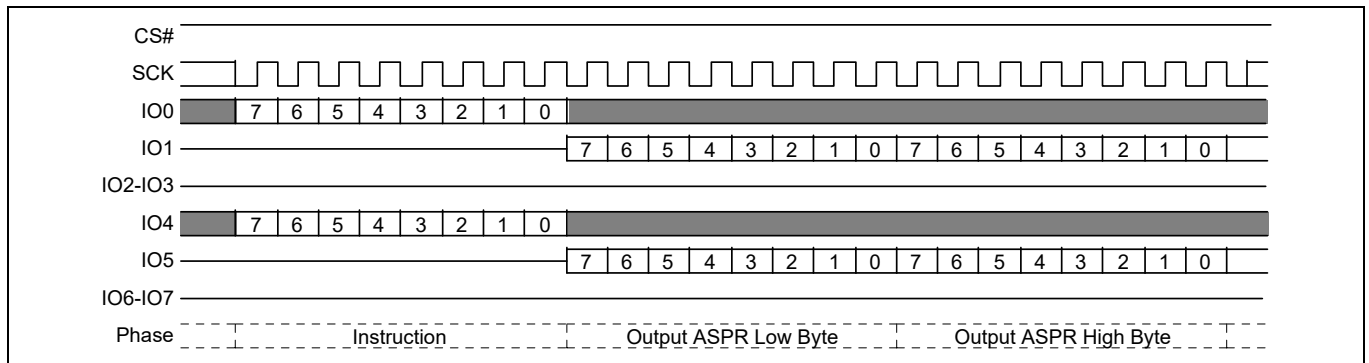 CS#
SCK
IO0 7 6 5 4 3 2 1 0
IO1 7 6 5 4 3 2 1 0 7 6 5 4 3 2 1 0
IO2-IO3
IO4 7 6 5 4 3 2 1 0
IO5 7 6 5 4 3 2 1 0 7 6 5 4 3 2 1 0
IO6-IO7
Phase Instruction Output ASPR Low Byte Output ASPR High Byte